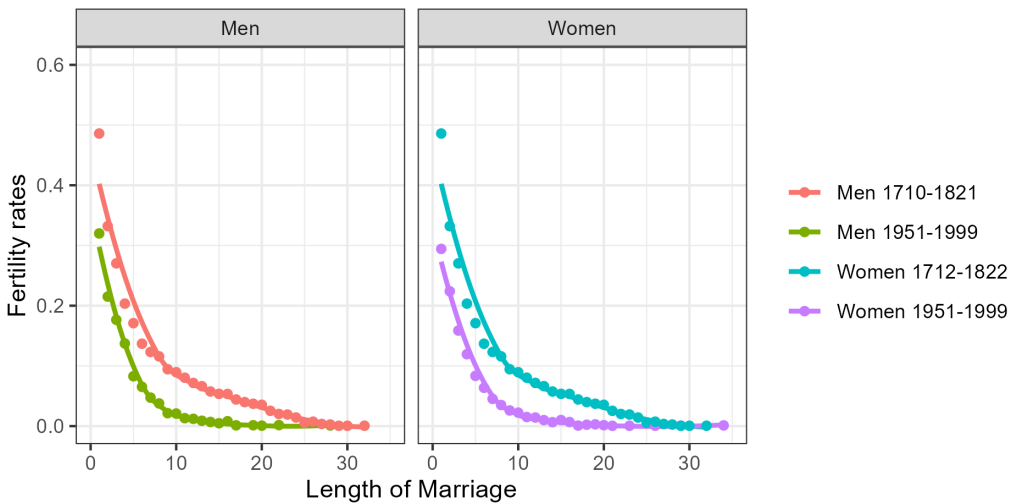 Men
Women
Fertility rates
0.6
0.4
0.2
0.0
0 10 20 30
0 10 20 30
Length of Marriage
Men 1710-1821
Men 1951-1999
Women 1712-1822
Women 1951-1999